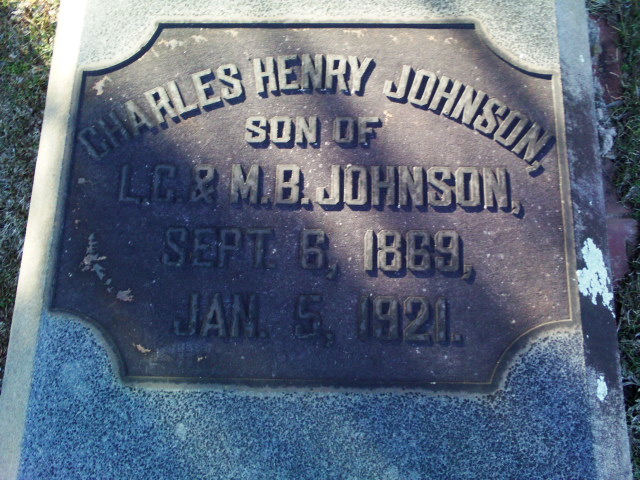 CHARLES HENRY JOHNSON,
SON OF
L.C. & M.B. JOHNSON,
SEPT. 6, 1869,
JAN. 5, 1921.